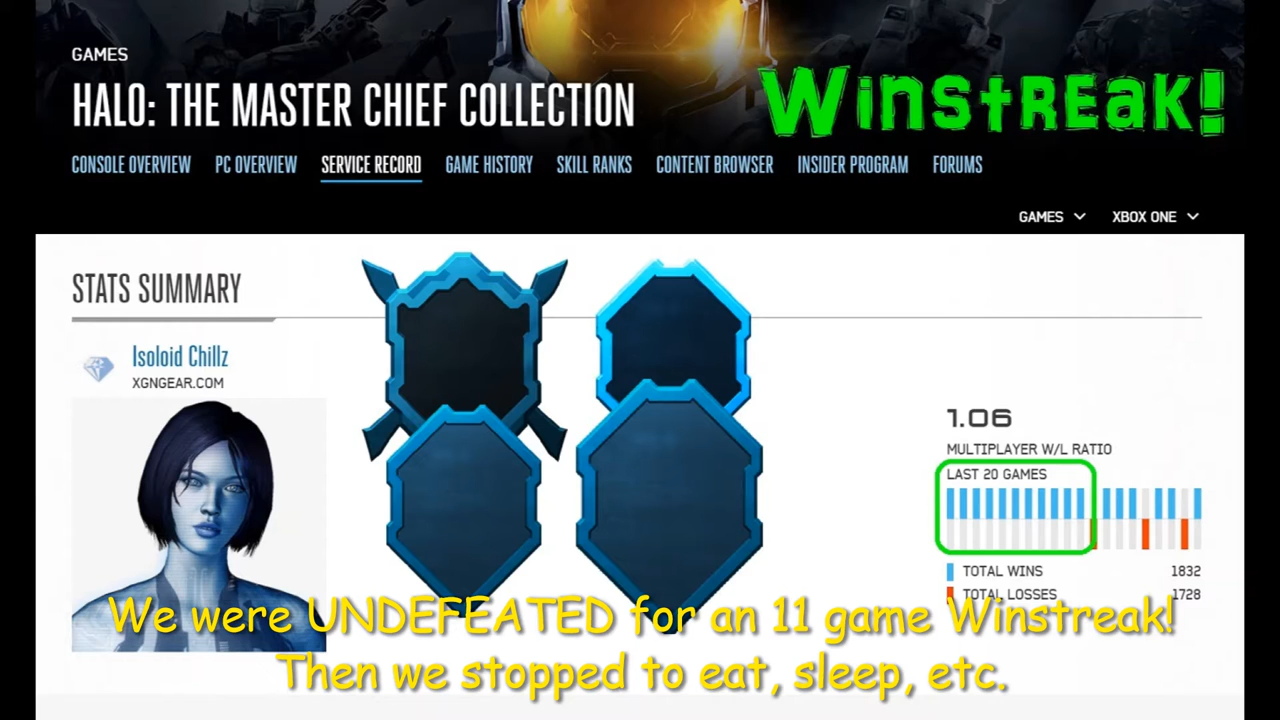 GAMES
HALO: THE MASTER CHIEF COLLECTION
WinstREaK!
CONSOLE OVERVIEW PC OVERVIEW SERVICE RECORD GAME HISTORY SKILL RANKS CONTENT BROWSER INSIDER PROGRAM FORUMS
GAMES XBOX ONE
STATS SUMMARY
Isoloid Chillz
XGNGEAR.COM
1.06
MULTIPLAYER W/L RATIO
LAST 20 GAMES
TOTAL WINS 1832
TOTAL LOSSES 1728
We were UNDEFEATED for an 11 game Winstreak!
Then we stopped to eat, sleep, etc.